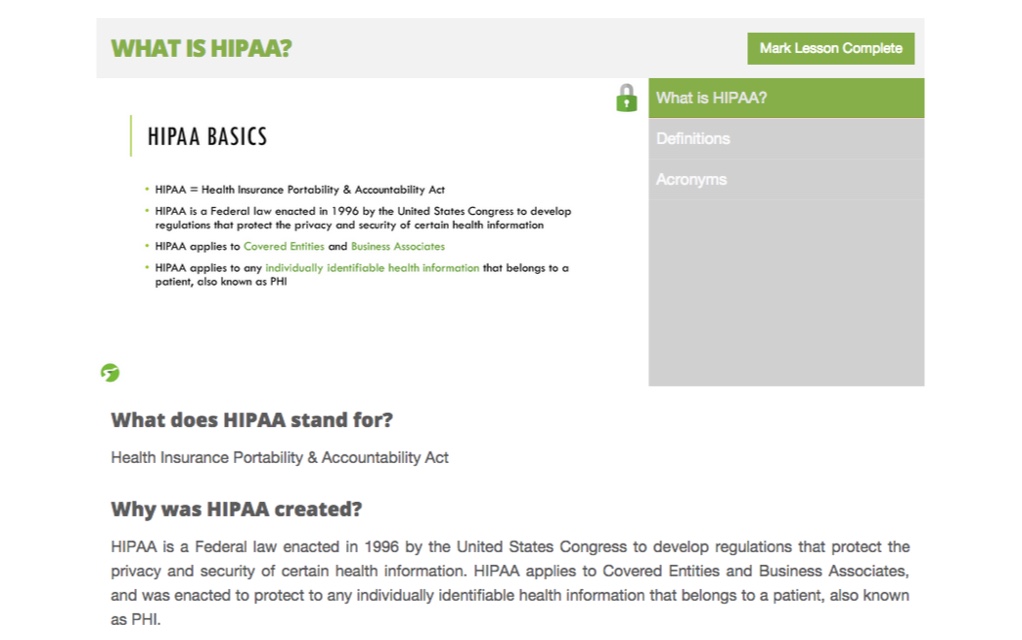 WHAT IS HIPAA?
Mark Lesson Complete
HIPAA BASICS
• HIPAA = Health Insurance Portability & Accountability Act
• HIPAA is a Federal law enacted in 1996 by the United States Congress to develop
regulations that protect the privacy and security of certain health information
• HIPAA applies to Covered Entities and Business Associates
• HIPAA applies to any individually identifiable health information that belongs to a
patient, also known as PHI
What is HIPAA?
Definitions
Acronyms
What does HIPAA stand for?
Health Insurance Portability & Accountability Act
Why was HIPAA created?
HIPAA is a Federal law enacted in 1996 by the United States Congress to develop regulations that protect the
privacy and security of certain health information. HIPAA applies to Covered Entities and Business Associates,
and was enacted to protect to any individually identifiable health information that belongs to a patient, also known
as PHI.